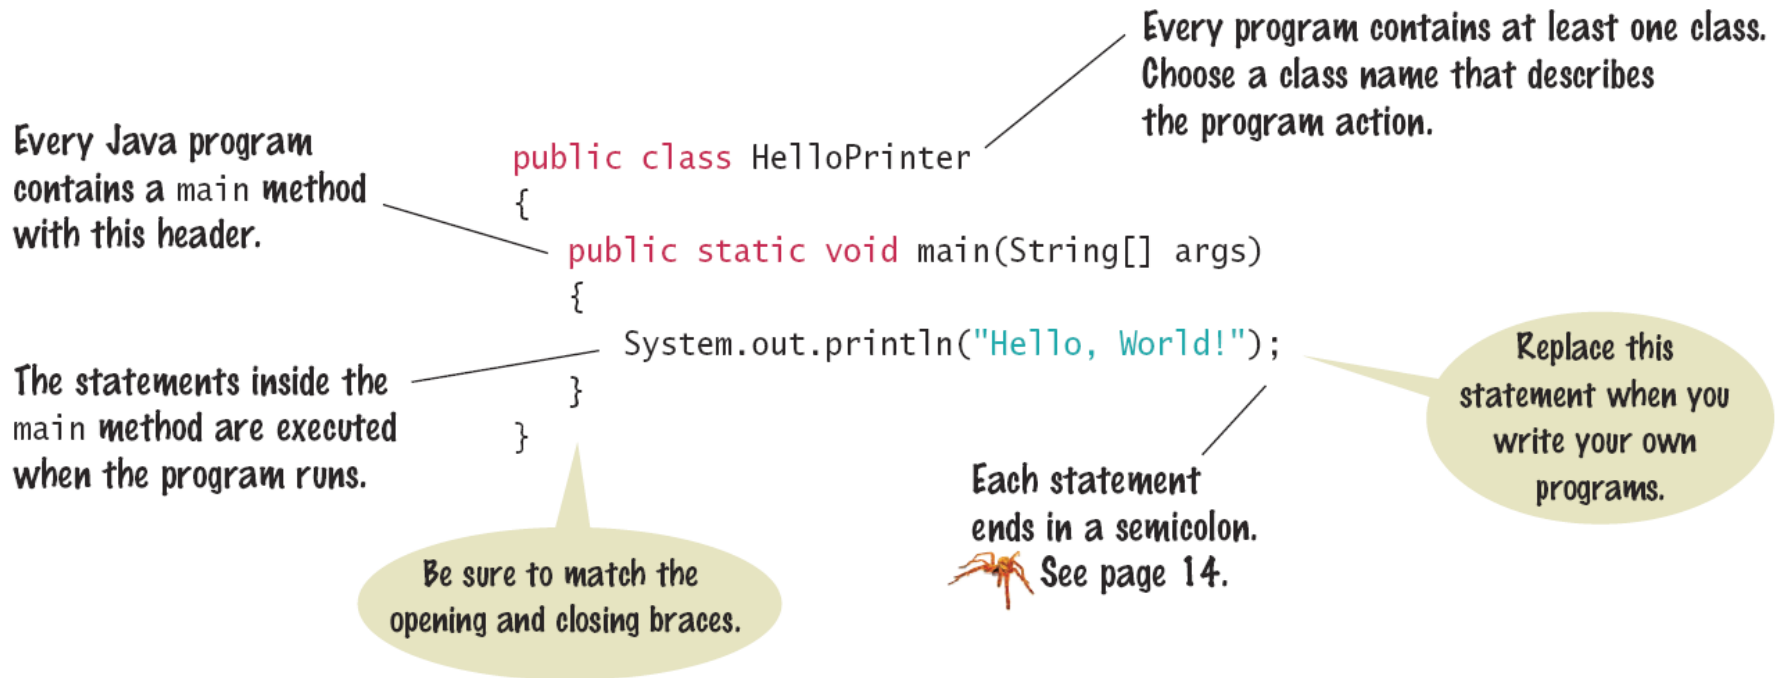 Every program contains at least one class.
Choose a class name that describes
the program action.
Every Java program
contains a main method
with this header.
public class HelloPrinter
{
public static void main(String[] args)
{
System.out.println("Hello, World!");
}
}
The statements inside the
main method are executed
when the program runs.
Replace this
statement when you
write your own
programs.
Each statement
ends in a semicolon.
See page 14.
Be sure to match the
opening and closing braces.